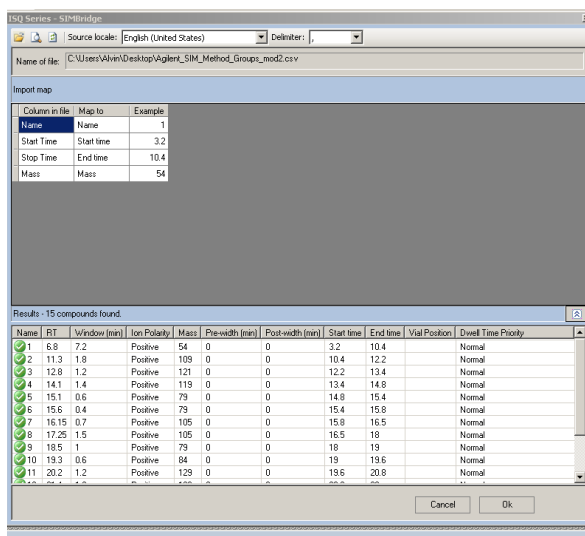 ISQ Series - SIMBridge
Source locale: English (United States) Delimiter: ,
Name of file: C:\Users\Alvin\Desktop\Agilent_SIM_Method_Groups_mod2.csv
Import map
Column in file Map to Example
Name Name 1
Start Time Start time 3.2
Stop Time End time 10.4
Mass Mass 54
Results - 15 compounds found.
Name RT Window (min) Ion Polarity Mass Pre-width (min) Post-width (min) Start time End time Vial Position Dwell Time Priority
1 6.8 7.2 Positive 54 0 0 3.2 10.4 Normal
2 11.3 1.8 Positive 109 0 0 10.4 12.2 Normal
3 12.8 1.2 Positive 121 0 0 12.2 13.4 Normal
4 14.1 1.4 Positive 119 0 0 13.4 14.8 Normal
5 15.1 0.6 Positive 79 0 0 14.8 15.4 Normal
6 15.6 0.4 Positive 79 0 0 15.4 15.8 Normal
7 16.15 0.7 Positive 105 0 0 15.8 16.5 Normal
8 17.25 1.5 Positive 105 0 0 16.5 18 Normal
9 18.5 1 Positive 79 0 0 18 19 Normal
10 19.3 0.6 Positive 84 0 0 19 19.6 Normal
11 20.2 1.2 Positive 129 0 0 19.6 20.8 Normal
Cancel Ok